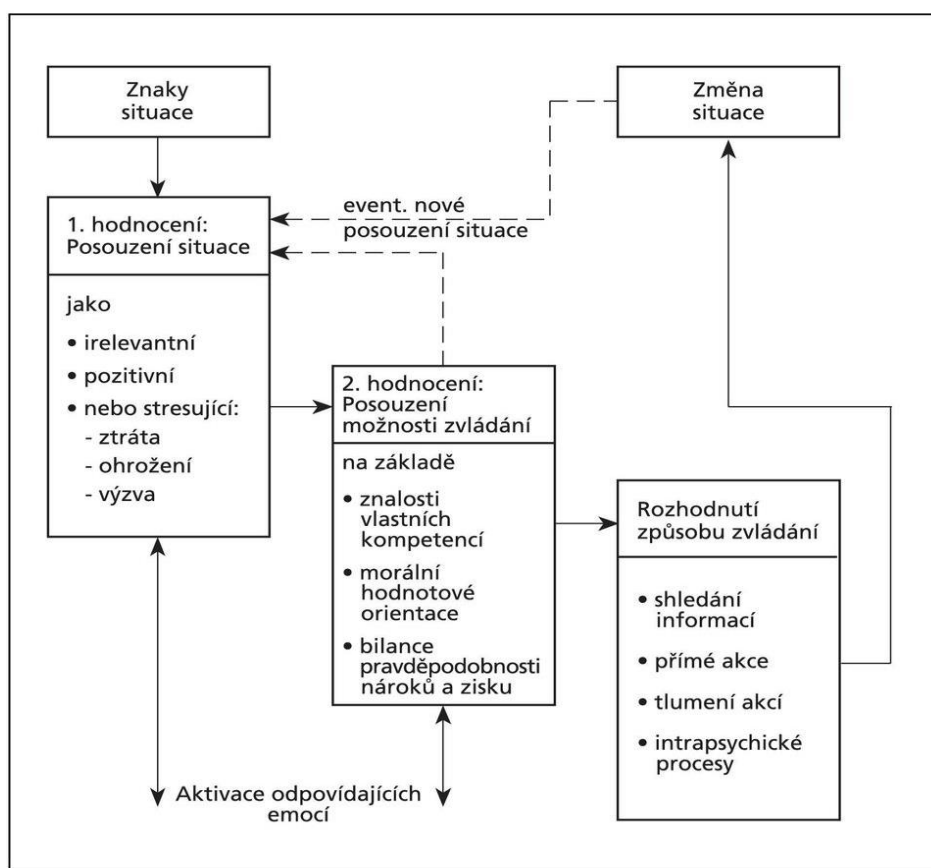 Znaky
situace
Změna
situace
event. nové
posouzení situace
1. hodnocení:
Posouzení situace
jako
• irelevantní
• pozitivní
• nebo stresující:
- ztráta
- ohrožení
- výzva
2. hodnocení:
Posouzení
možnosti zvládání
na základě
• znalosti
vlastních
kompetencí
• morální
hodnotové
orientace
• bilance
pravděpodobnosti
nároků a zisku
Rozhodnutí
způsobu zvládání
• shledání
informací
• přímé akce
• tlumení akcí
• intrapsychické
procesy
Aktivace odpovídajících
emocí